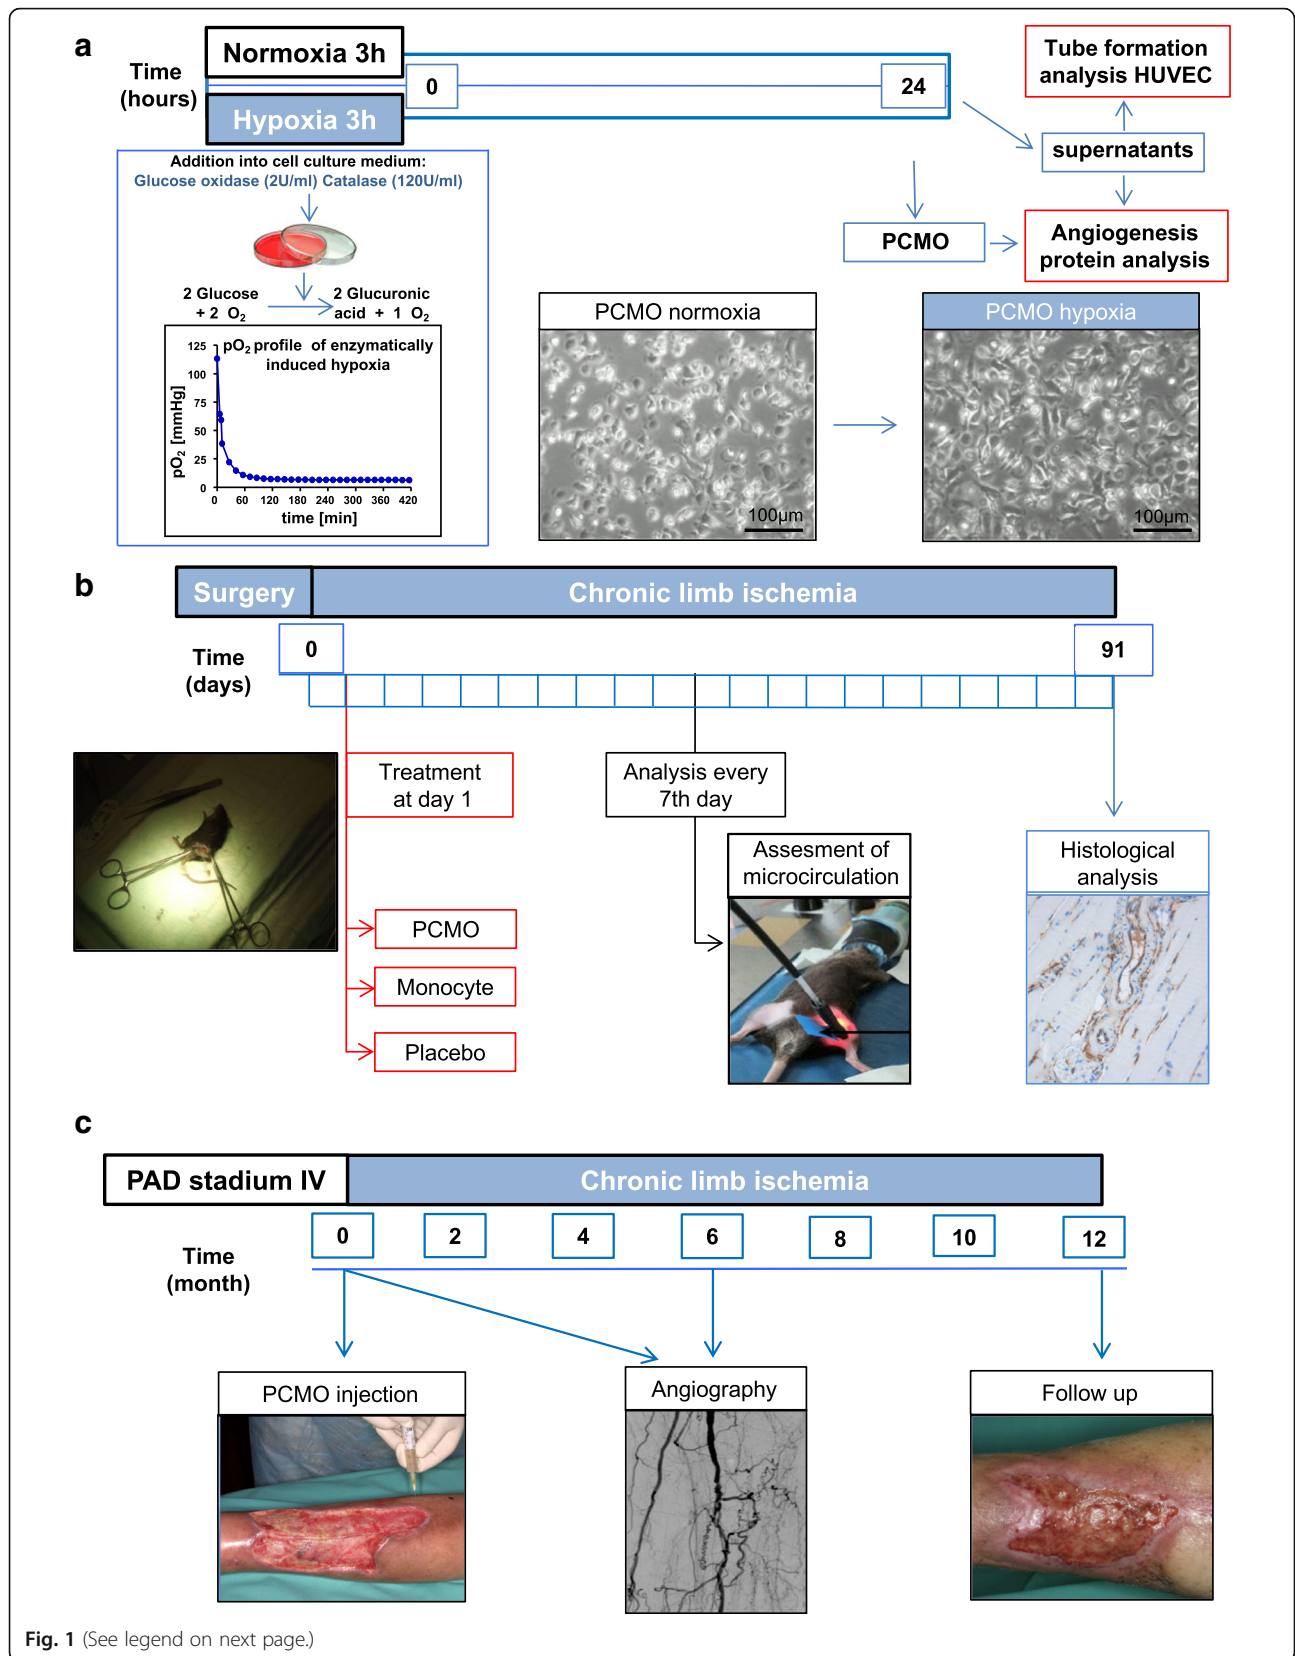 a
Normoxia 3h
Time
(hours)
0
24
Hypoxia 3h
Tube formation
analysis HUVEC
supernatants
PCMO
Angiogenesis
protein analysis
Addition into cell culture medium:
Glucose oxidase (2U/ml) Catalase (120U/ml)
2 Glucose
+ 2 O₂
2 Glucuronic
acid + 1 O₂
pO₂ profile of enzymatically
induced hypoxia
pO₂ [mmHg]
125
100
75
50
25
0
0 60 120 180 240 300 360 420
time [min]
PCMO normoxia
100µm
PCMO hypoxia
100µm
b
Surgery
Chronic limb ischemia
Time
(days)
0
91
Treatment
at day 1
PCMO
Monocyte
Placebo
Analysis every
7th day
Assesment of
microcirculation
Histological
analysis
c
PAD stadium IV
Chronic limb ischemia
Time
(month)
0 2 4 6 8 10 12
PCMO injection
Angiography
Follow up
Fig. 1 (See legend on next page.)